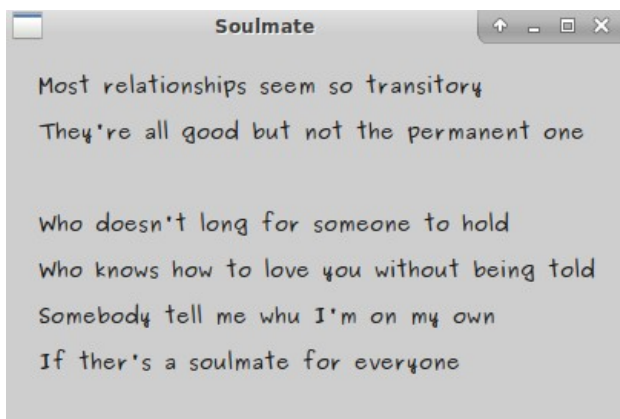 Soulmate
Most relationships seem so transitory
They're all good but not the permanent one
Who doesn't long for someone to hold
Who knows how to love you without being told
Somebody tell me whu I'm on my own
If ther's a soulmate for everyone